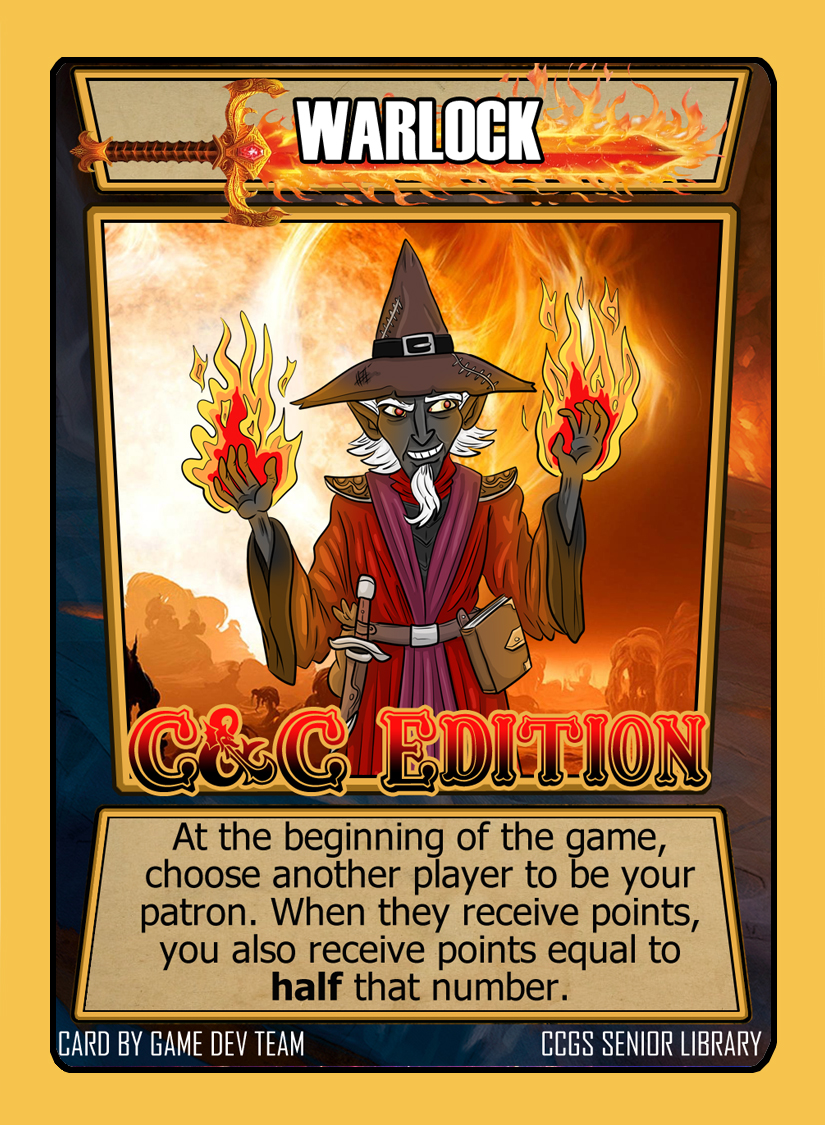 WARLOCK
C&C EDITION
At the beginning of the game,
choose another player to be your
patron. When they receive points,
you also receive points equal to
half that number.
CARD BY GAME DEV TEAM
CCGS SENIOR LIBRARY